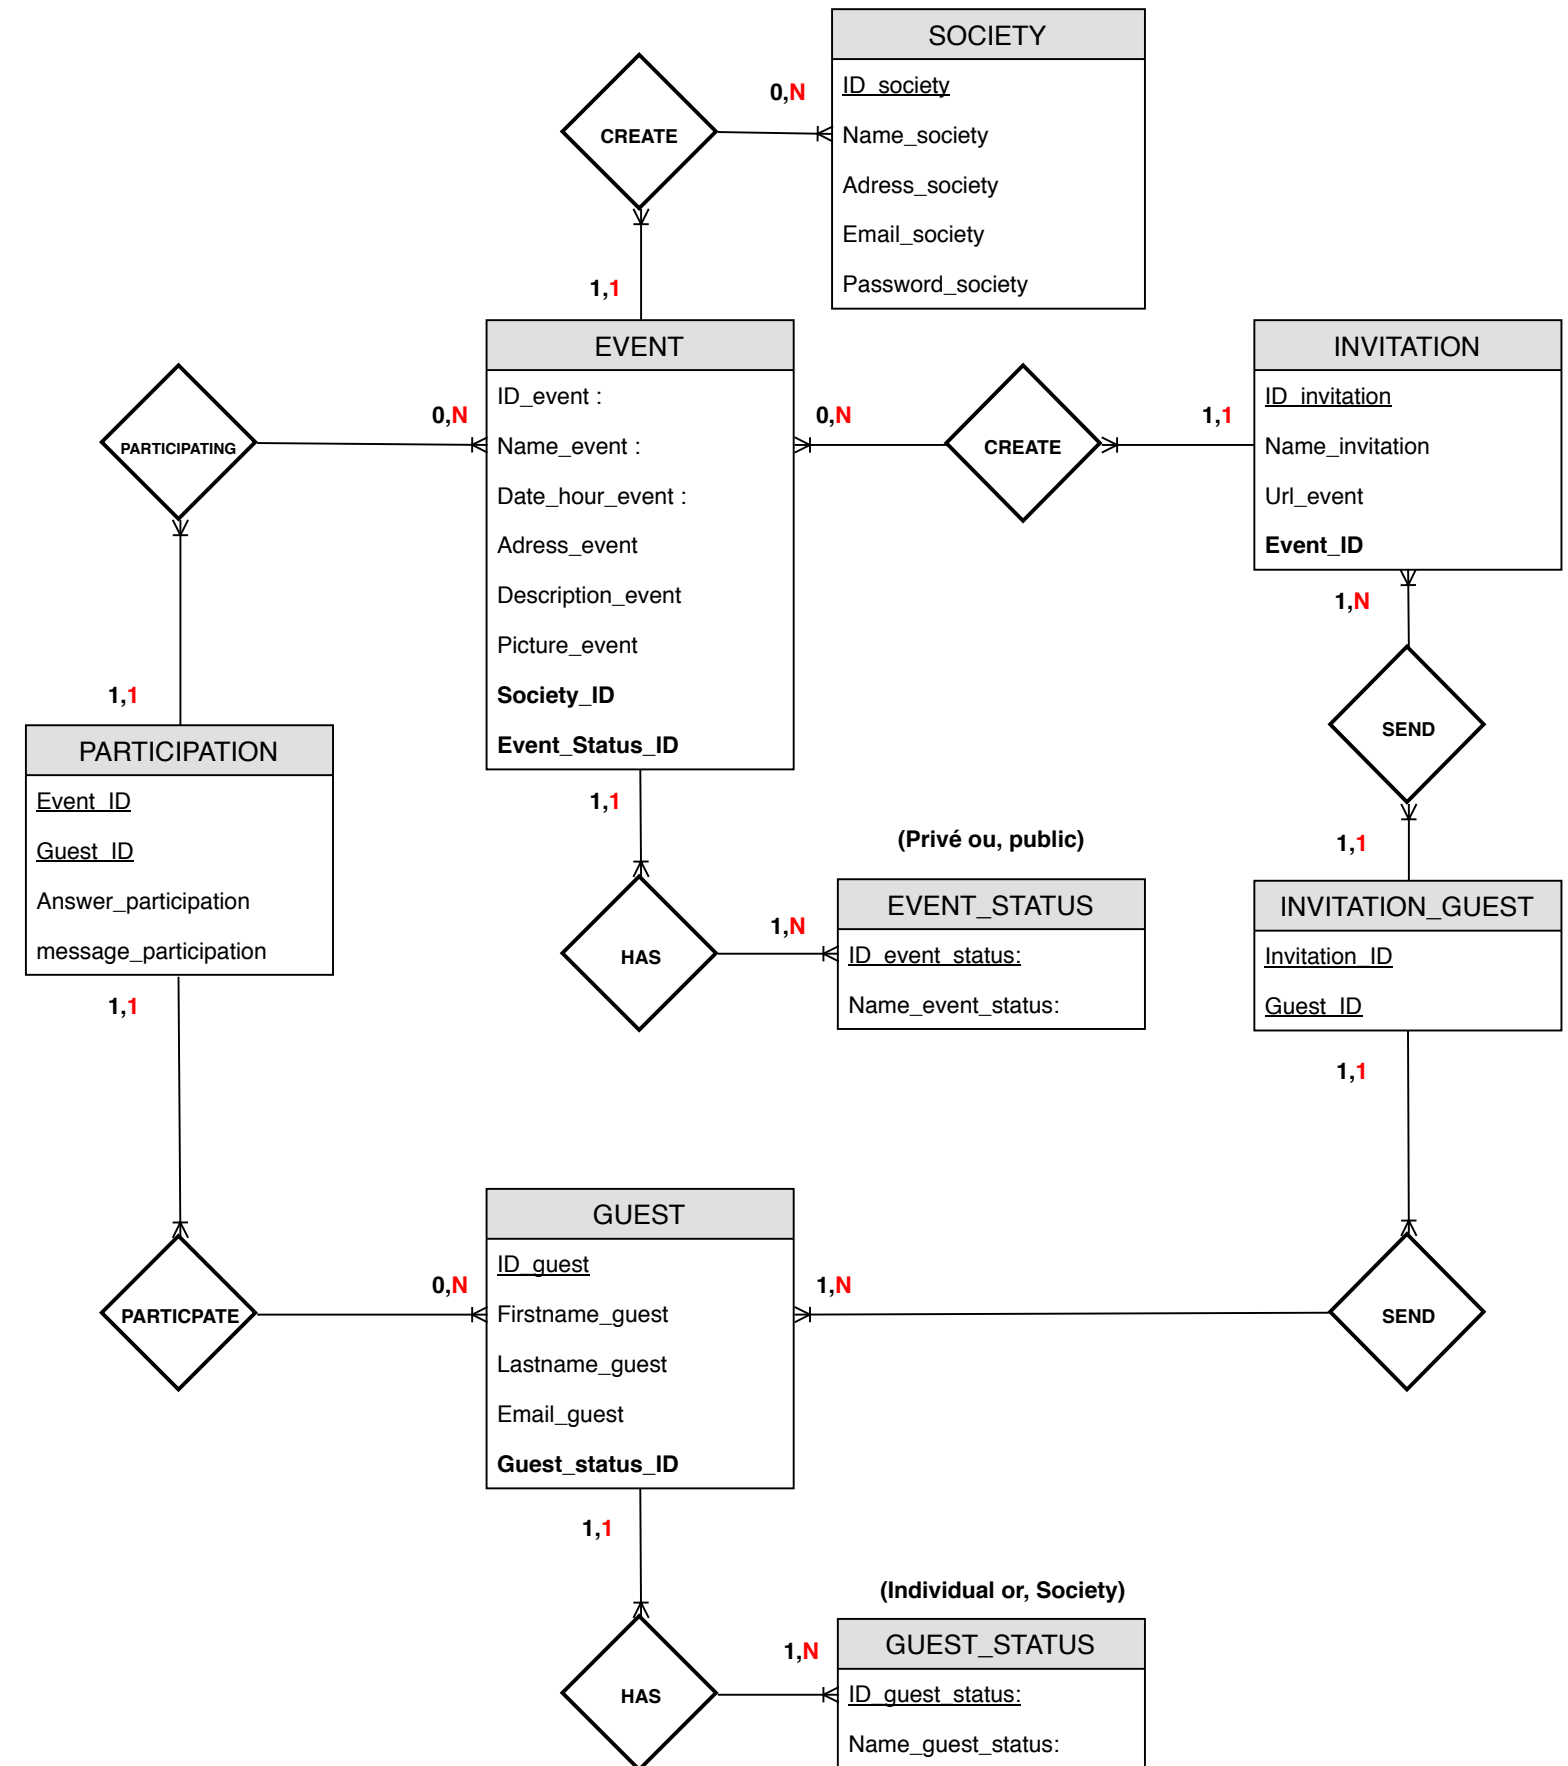 SOCIETY
ID_society
Name_society
Adress_society
Email_society
Password_society
0,N
CREATE
1,1
EVENT
ID_event :
Name_event :
Date_hour_event :
Adress_event
Description_event
Picture_event
Society_ID
Event_Status_ID
0,N
PARTICIPATING
1,1
0,N
CREATE
1,1
INVITATION
ID_invitation
Name_invitation
Url_event
Event_ID
1,N
SEND
1,1
PARTICIPATION
Event_ID
Guest_ID
Answer_participation
message_participation
1,1
1,1
HAS
1,N
(Privé ou, public)
EVENT_STATUS
ID_event_status:
Name_event_status:
INVITATION_GUEST
Invitation_ID
Guest_ID
1,1
PARTICPATE
0,N
GUEST
ID_guest
Firstname_guest
Lastname_guest
Email_guest
Guest_status_ID
1,N
SEND
1,1
HAS
1,N
(Individual or, Society)
GUEST_STATUS
ID_guest_status:
Name_guest_status: